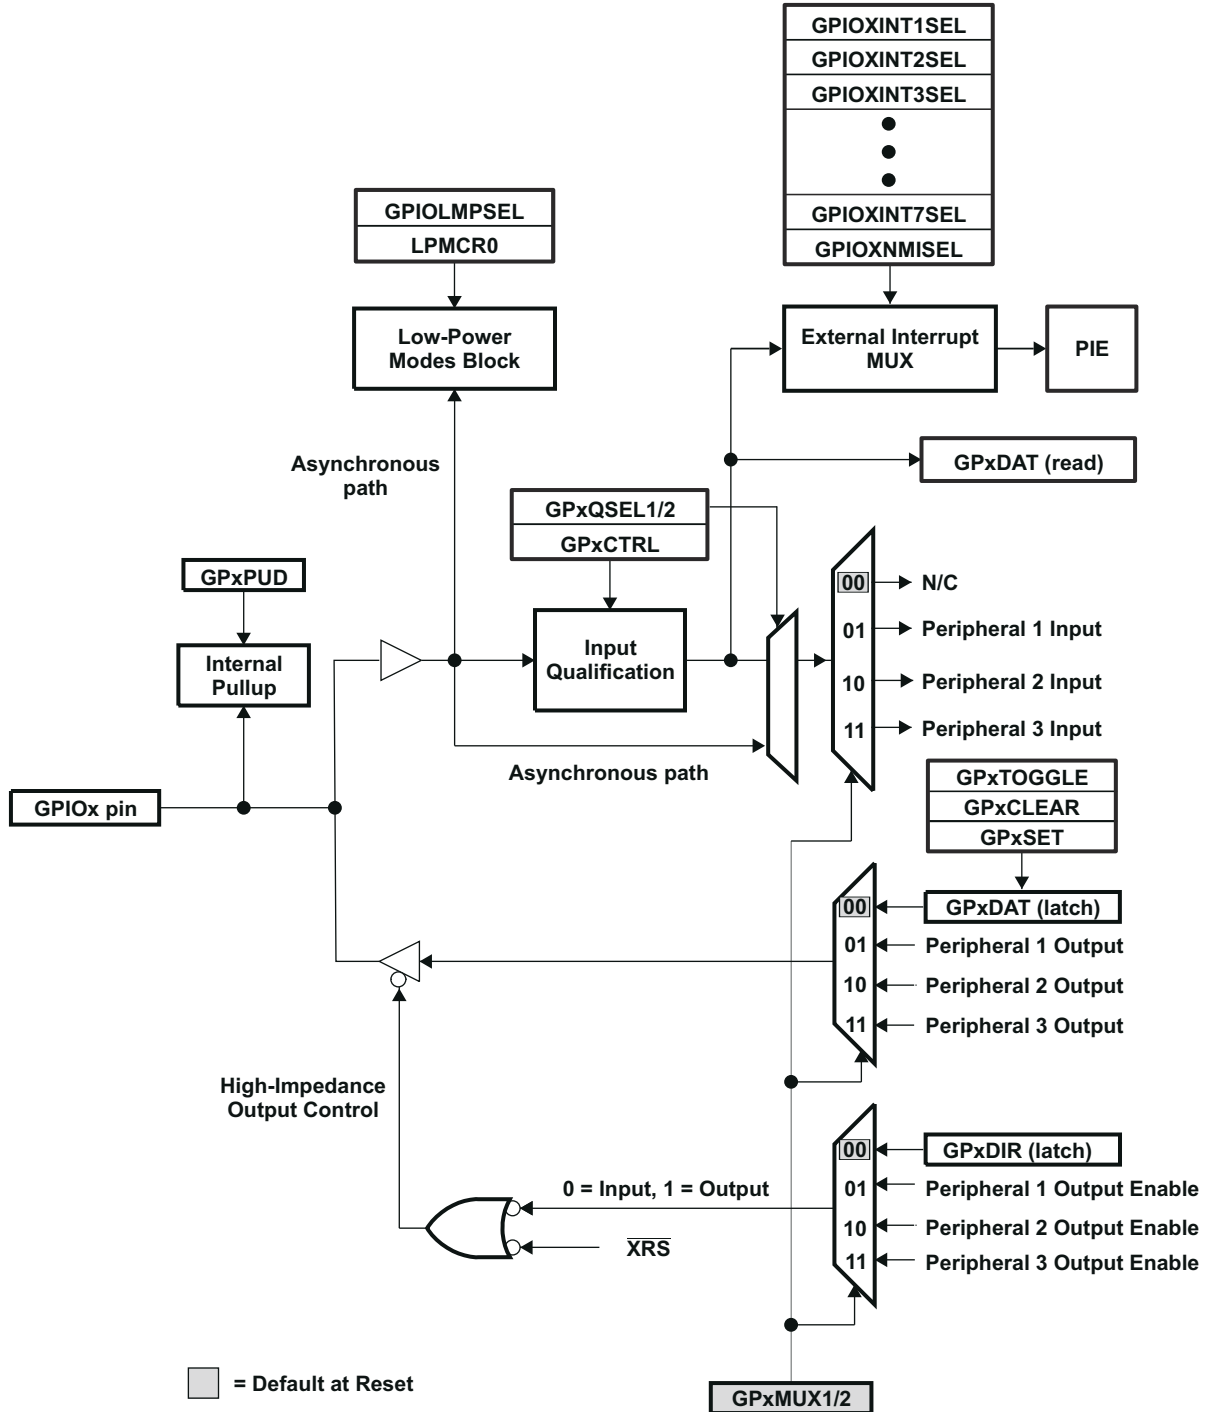 GPIOXINT1SEL
GPIOXINT2SEL
GPIOXINT3SEL
GPIOXINT7SEL
GPIOXNMISEL
GPIOLMPSEL
LPMCR0
Low-Power
Modes Block
External Interrupt
MUX
PIE
Asynchronous
path
GPxDAT (read)
GPxQSEL1/2
GPxCTRL
GPxPUD
Internal
Pullup
Input
Qualification
00
N/C
01
Peripheral 1 Input
10
Peripheral 2 Input
11
Peripheral 3 Input
Asynchronous path
GPIOx pin
GPxTOGGLE
GPxCLEAR
GPxSET
00
GPxDAT (latch)
01
Peripheral 1 Output
10
Peripheral 2 Output
11
Peripheral 3 Output
High-Impedance
Output Control
00
GPxDIR (latch)
0 = Input, 1 = Output
01
Peripheral 1 Output Enable
10
Peripheral 2 Output Enable
11
Peripheral 3 Output Enable
XRS
= Default at Reset
GPxMUX1/2